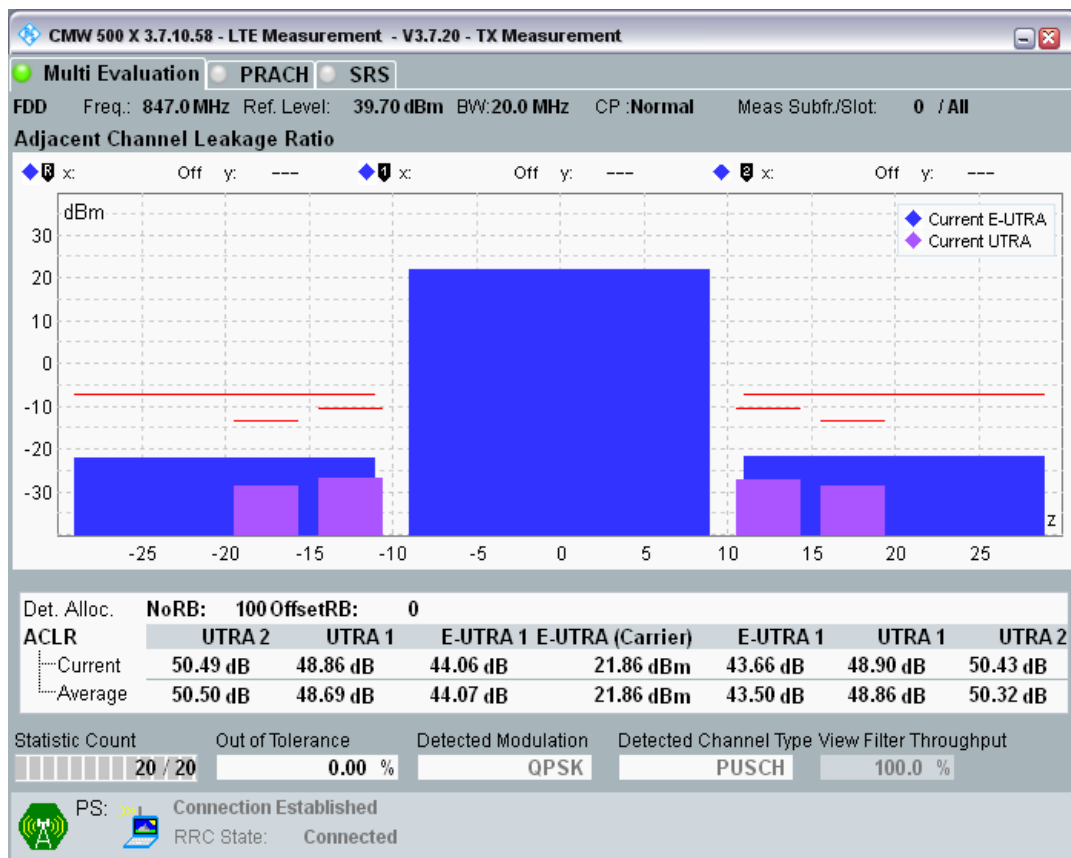 CMW 500 X 3.7.10.58 - LTE Measurement - V3.7.20 - TX Measurement
Multi Evaluation PRACH SRS
FDD Freq.: 847.0 MHz Ref. Level: 39.70 dBm BW:20.0 MHz CP :Normal Meas Subfr./Slot: 0 / All
Adjacent Channel Leakage Ratio
R x: Off y: --- 1 x: Off y: --- 2 x: Off y: ---
dBm
Current E-UTRA
Current UTRA
30
20
10
0
-10
-20
-30
z
-25 -20 -15 -10 -5 0 5 10 15 20 25
Det. Alloc. NoRB: 100 OffsetRB: 0
ACLR UTRA 2 UTRA 1 E-UTRA 1 E-UTRA (Carrier) E-UTRA 1 UTRA 1 UTRA 2
Current 50.49 dB 48.86 dB 44.06 dB 21.86 dBm 43.66 dB 48.90 dB 50.43 dB
Average 50.50 dB 48.69 dB 44.07 dB 21.86 dBm 43.50 dB 48.86 dB 50.32 dB
Statistic Count Out of Tolerance Detected Modulation Detected Channel Type View Filter Throughput
20 / 20 0.00 % QPSK PUSCH 100.0 %
PS: Connection Established
RRC State: Connected